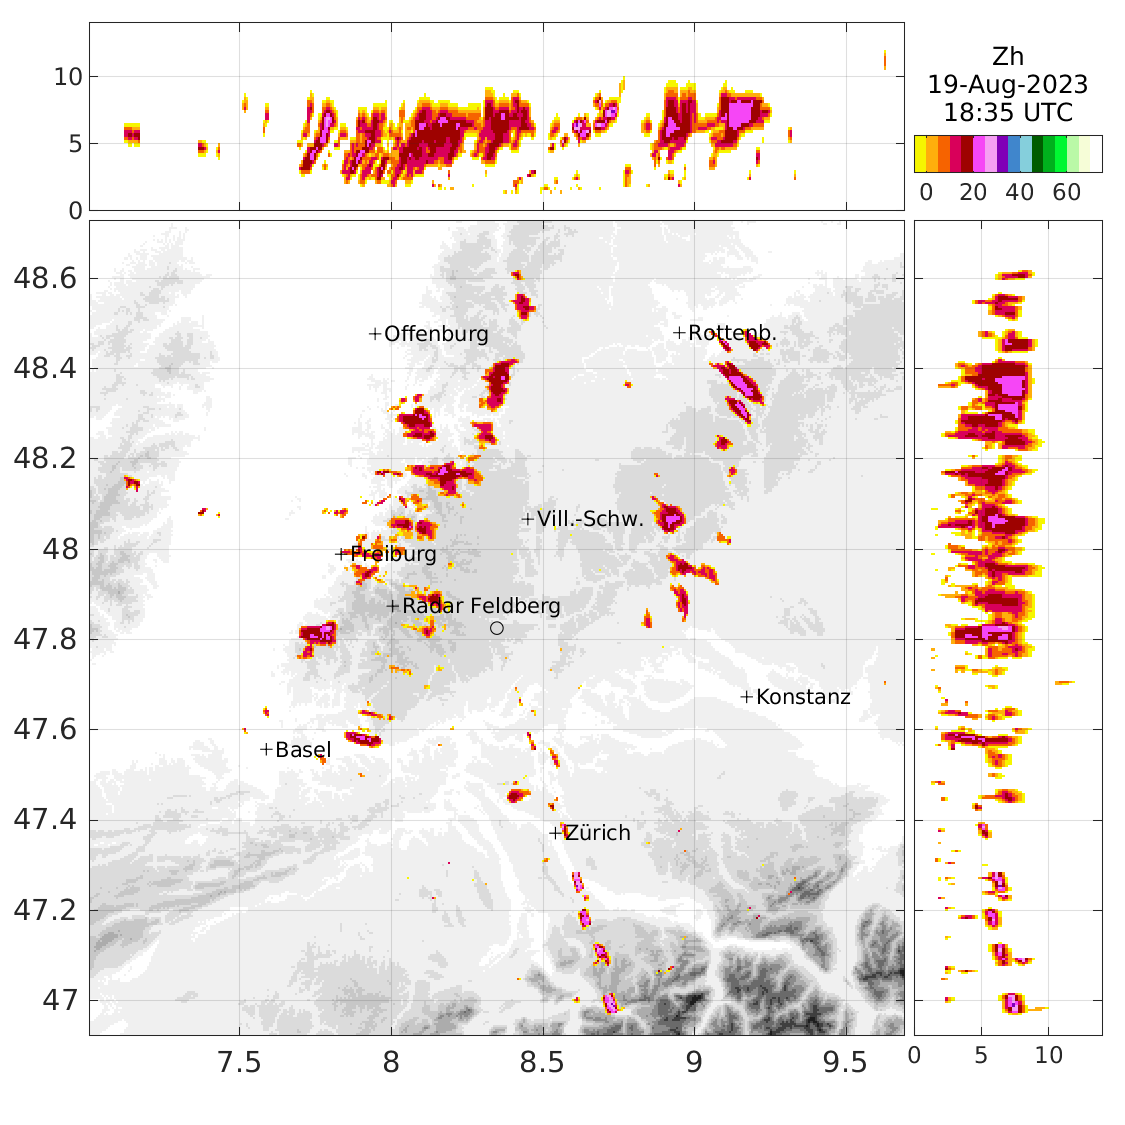 Zh
19-Aug-2023
18:35 UTC
0 20 40 60
10
5
0
48.6
48.4
48.2
48
47.8
47.6
47.4
47.2
47
Offenburg
Rottenb.
Vill.-Schw.
Freiburg
Radar Feldberg
Konstanz
Basel
Zürich
7.5 8 8.5 9 9.5
0 5 10